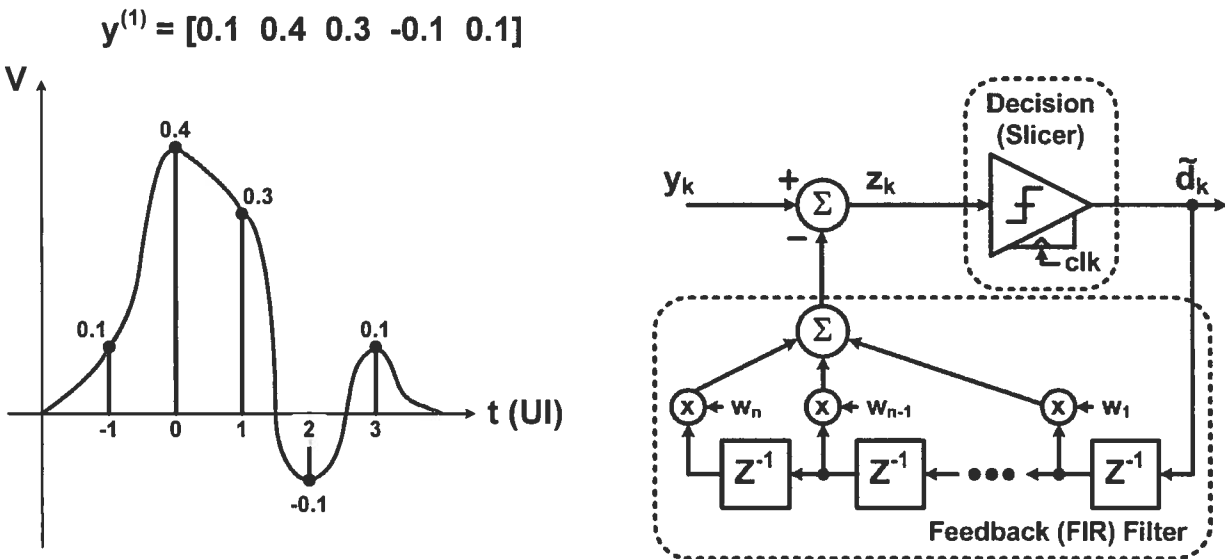 y(1) = [0.1 0.4 0.3 -0.1 0.1]
V
0.4
0.3
0.1
0.1
-1 0 1 2 3
t (UI)
-0.1
Decision
(Slicer)
yk
+
Σ
−
zk
d̃k
clk
Σ
x
wn
x
wn-1
x
w1
Z-1
Z-1
Z-1
Feedback (FIR) Filter